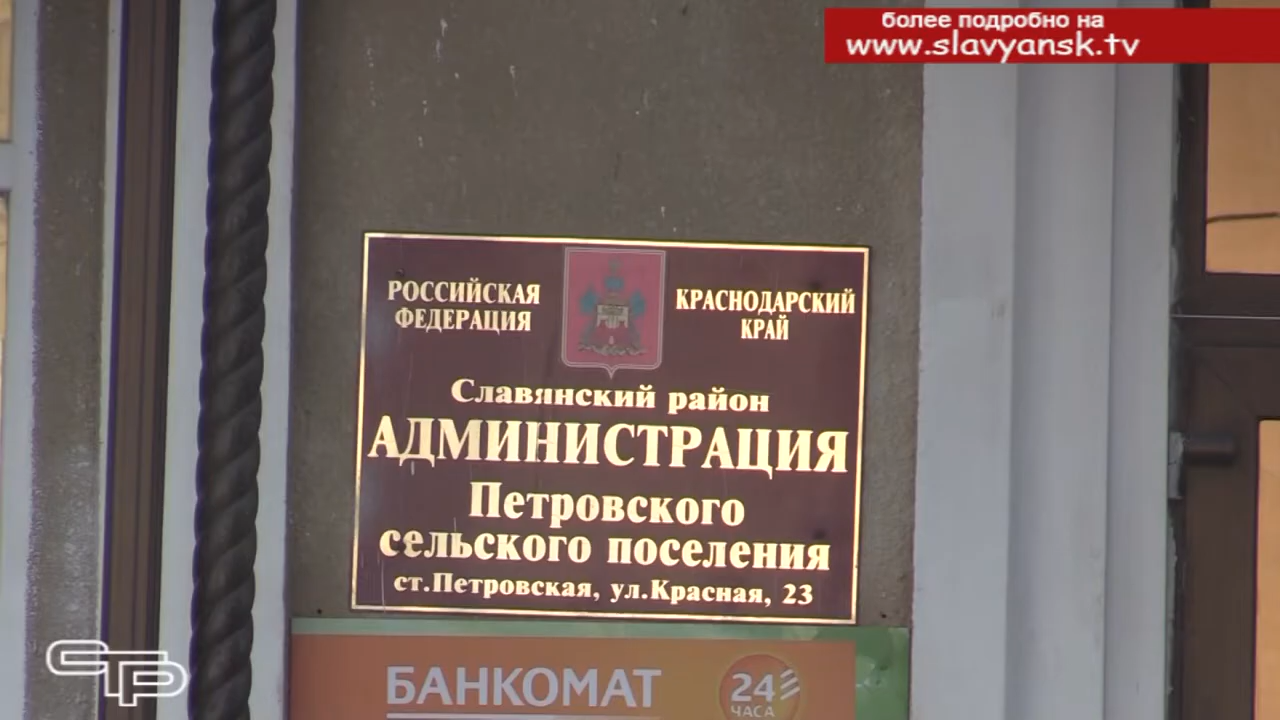 более подробно на
www.slavyansk.tv
РОССИЙСКАЯ
ФЕДЕРАЦИЯ
КРАСНОДАРСКИЙ
КРАЙ
Славянский район
АДМИНИСТРАЦИЯ
Петровского
сельского поселения
ст.Петровская, ул.Красная, 23
БАНКОМАТ
24
ЧАСА
СТР